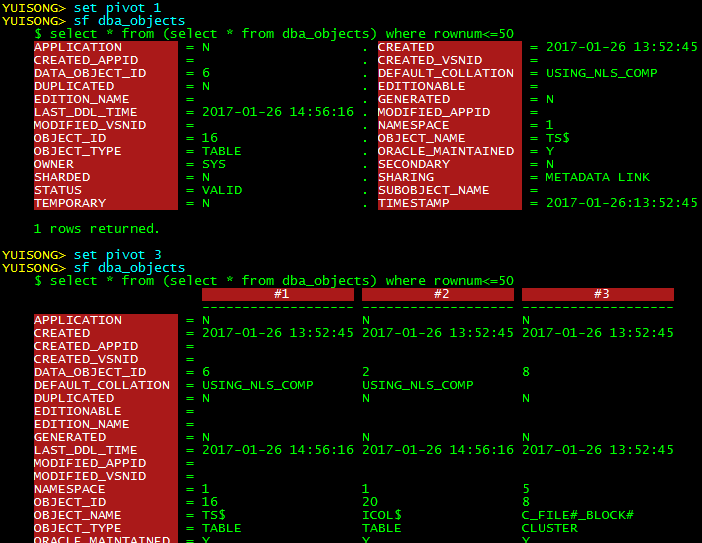 YUISONG> set pivot 1
YUISONG> sf dba_objects
$ select * from (select * from dba_objects) where rownum<=50
APPLICATION = N . CREATED = 2017-01-26 13:52:45
CREATED_APPID = . CREATED_VSNID =
DATA_OBJECT_ID = 6 . DEFAULT_COLLATION = USING_NLS_COMP
DUPLICATED = N . EDITIONABLE =
EDITION_NAME = . GENERATED = N
LAST_DDL_TIME = 2017-01-26 14:56:16 . MODIFIED_APPID =
MODIFIED_VSNID = . NAMESPACE = 1
OBJECT_ID = 16 . OBJECT_NAME = TS$
OBJECT_TYPE = TABLE . ORACLE_MAINTAINED = Y
OWNER = SYS . SECONDARY = N
SHARDED = N . SHARING = METADATA LINK
STATUS = VALID . SUBOBJECT_NAME =
TEMPORARY = N . TIMESTAMP = 2017-01-26:13:52:45
1 rows returned.
YUISONG> set pivot 3
YUISONG> sf dba_objects
$ select * from (select * from dba_objects) where rownum<=50
#1 #2 #3
------------------- ------------------- -------------------
APPLICATION = N N N
CREATED = 2017-01-26 13:52:45 2017-01-26 13:52:45 2017-01-26 13:52:45
CREATED_APPID =
CREATED_VSNID =
DATA_OBJECT_ID = 6 2 8
DEFAULT_COLLATION = USING_NLS_COMP USING_NLS_COMP
DUPLICATED = N N N
EDITIONABLE =
EDITION_NAME =
GENERATED = N N N
LAST_DDL_TIME = 2017-01-26 14:56:16 2017-01-26 14:56:16 2017-01-26 13:52:45
MODIFIED_APPID =
MODIFIED_VSNID =
NAMESPACE = 1 1 5
OBJECT_ID = 16 20 8
OBJECT_NAME = TS$ ICOL$ C_FILE#_BLOCK#
OBJECT_TYPE = TABLE TABLE CLUSTER
ORACLE_MAINTAINED = Y Y Y